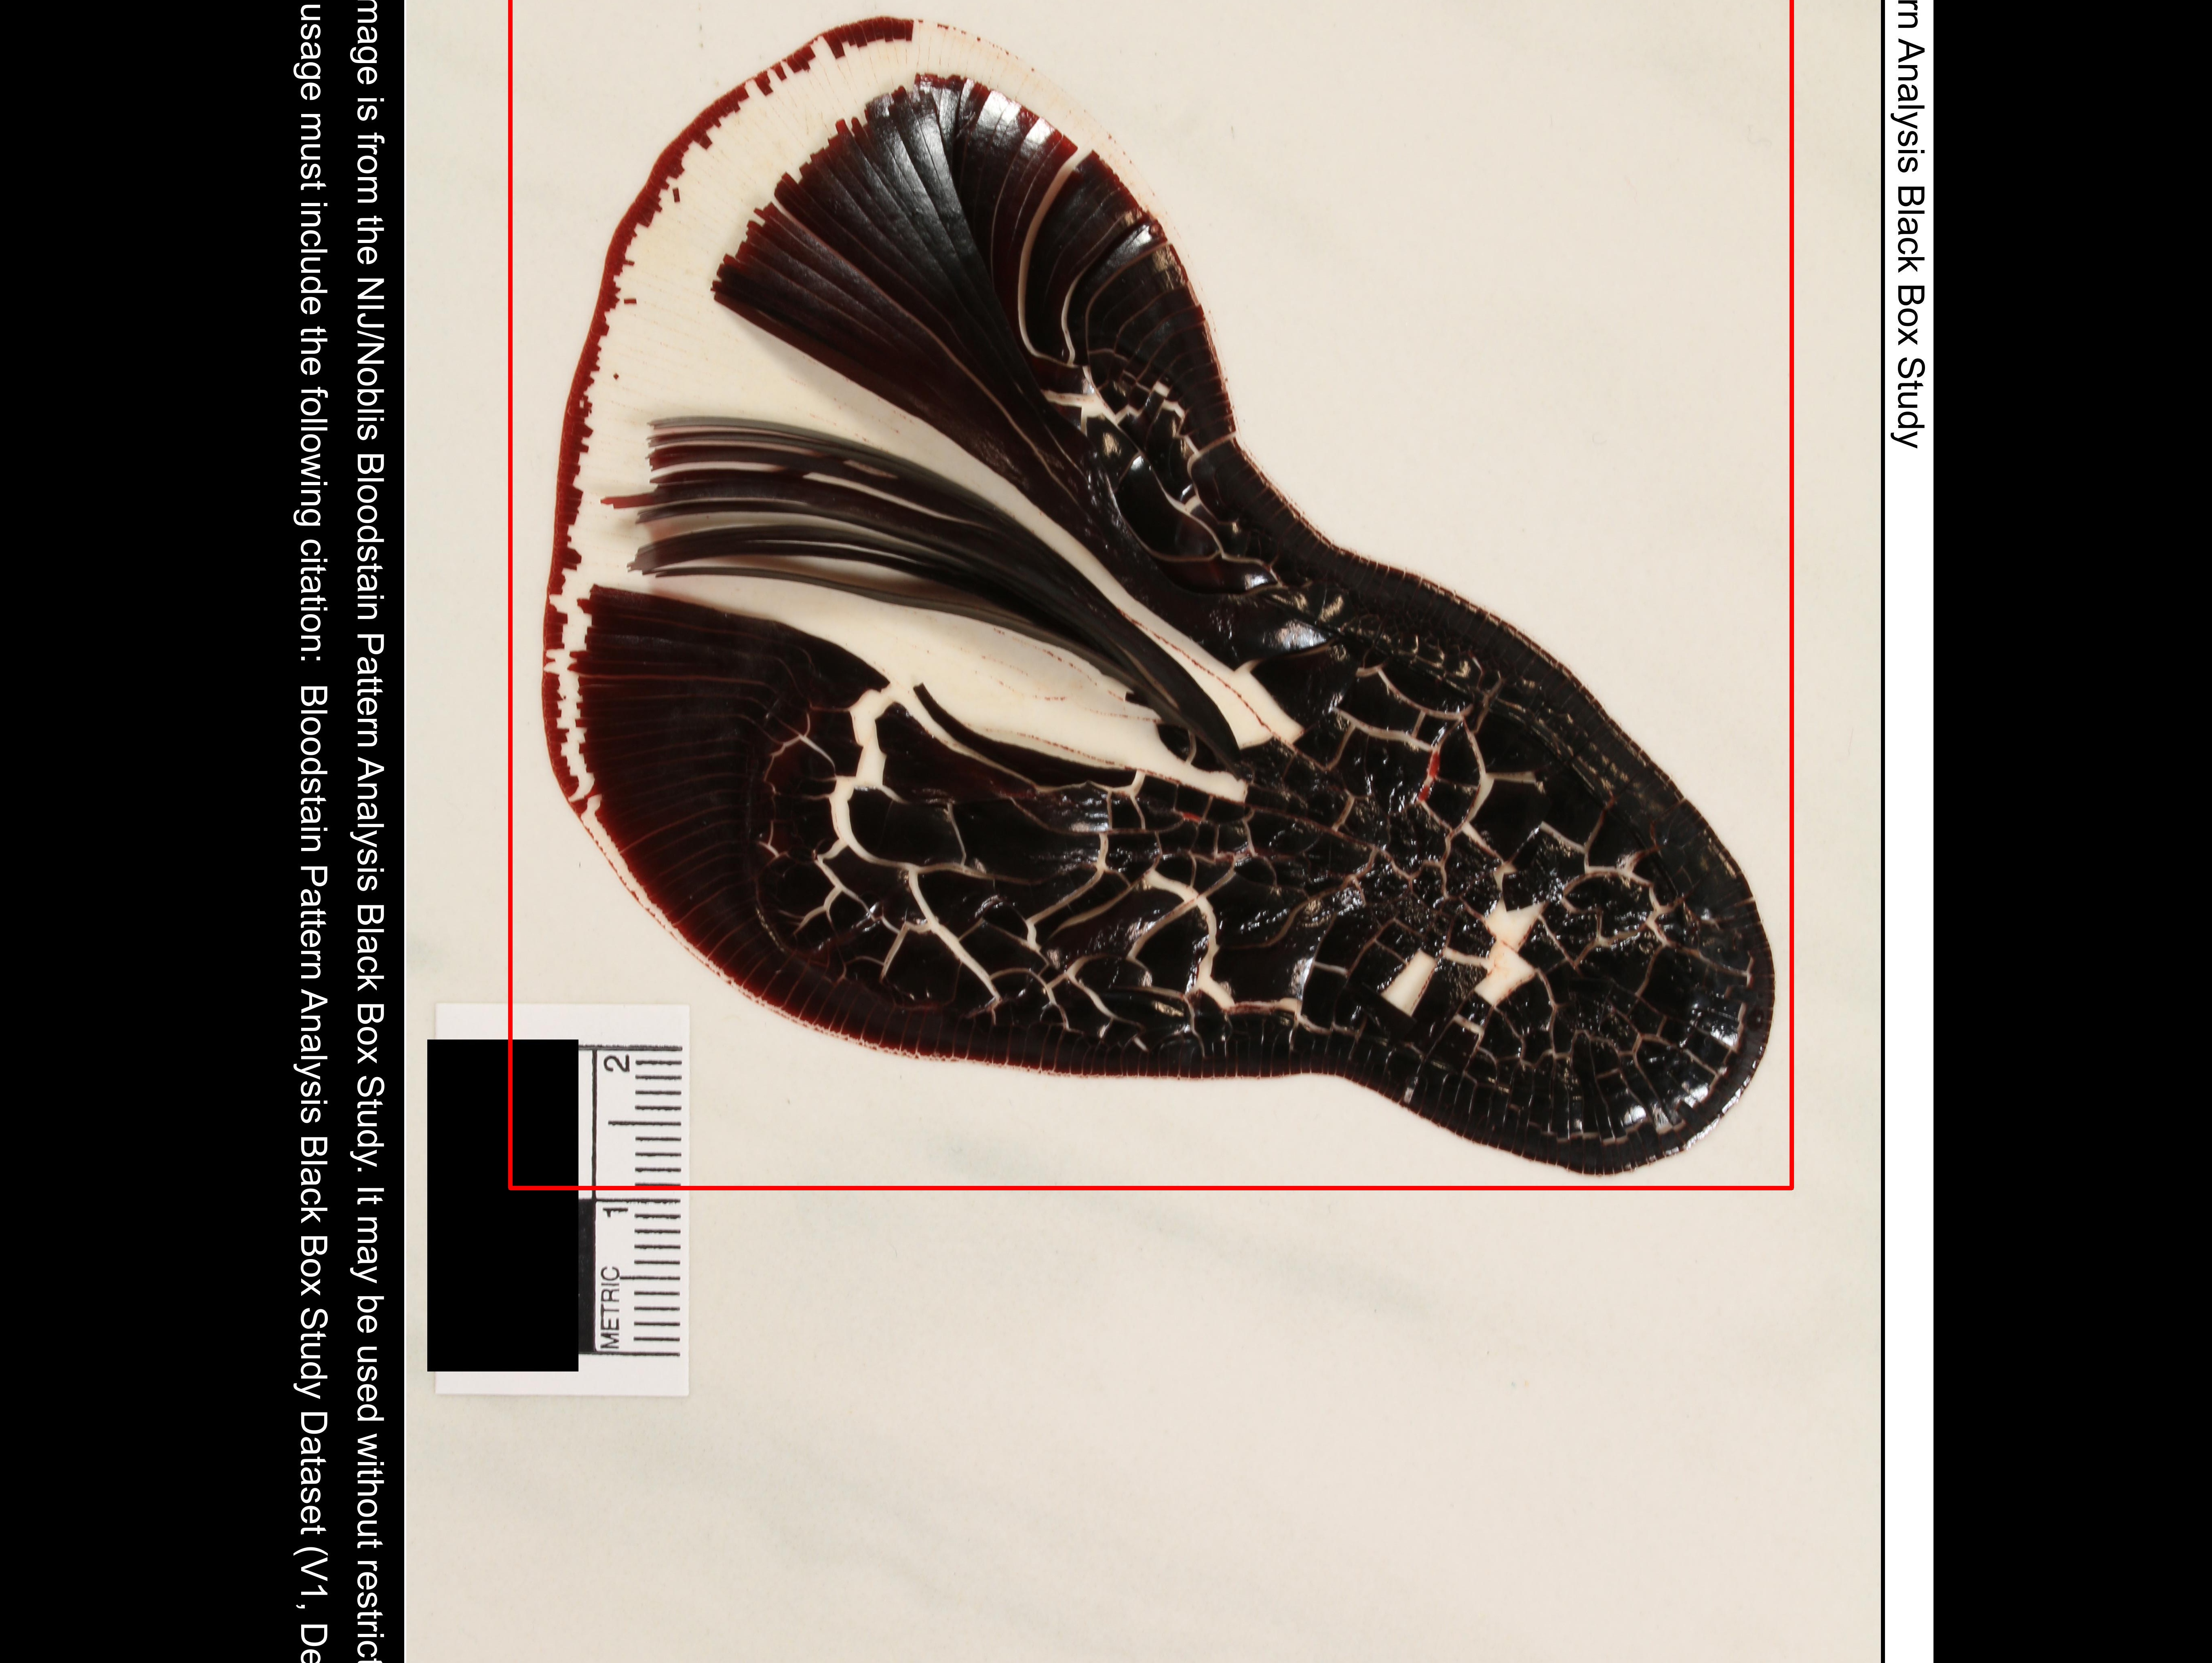 rn Analysis Black Box Study
mage is from the NIJ/Noblis Bloodstain Pattern Analysis Black Box Study. It may be used without restrict
usage must include the following citation: Bloodstain Pattern Analysis Black Box Study Dataset (V1, De
2
1
METRIC